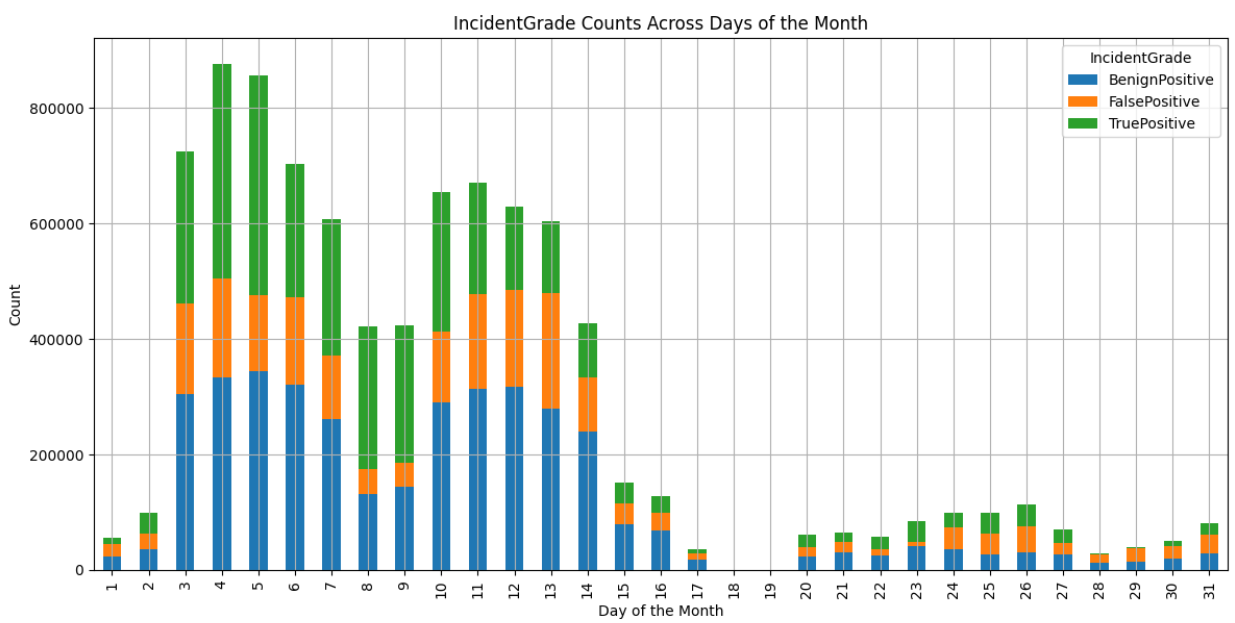 IncidentGrade Counts Across Days of the Month
IncidentGrade
BenignPositive
FalsePositive
TruePositive
Count
800000
600000
400000
200000
0
1 2 3 4 5 6 7 8 9 10 11 12 13 14 15 16 17 18 19 20 21 22 23 24 25 26 27 28 29 30 31
Day of the Month